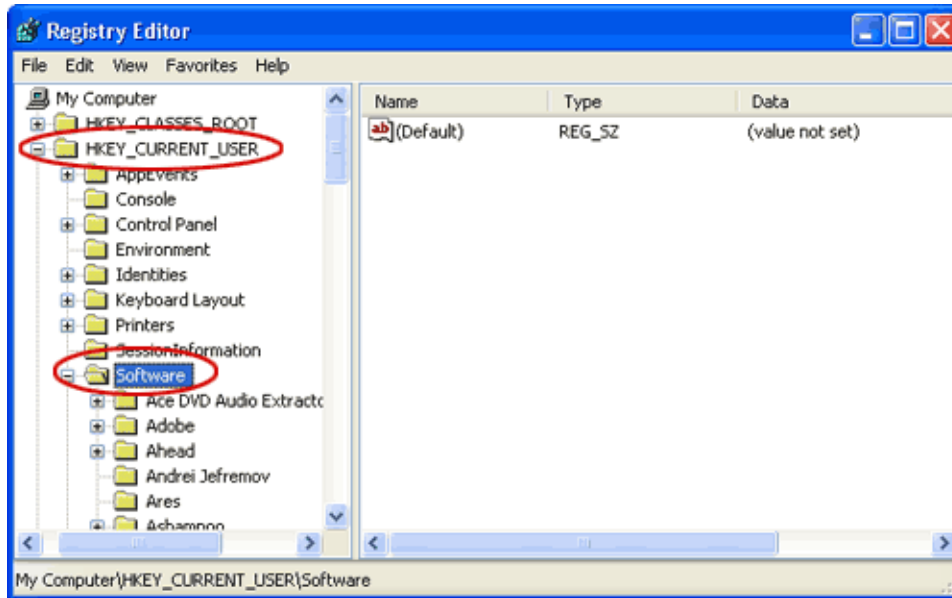 Registry Editor
File Edit View Favorites Help
My Computer
HKEY_CLASSES_ROOT
HKEY_CURRENT_USER
AppEvents
Console
Control Panel
Environment
Identities
Keyboard Layout
Printers
SessionInformation
Software
Ace DVD Audio Extracto
Adobe
Ahead
Andrei Jefremov
Ares
Ashampoo
Name Type Data
ab (Default) REG_SZ (value not set)
My Computer\HKEY_CURRENT_USER\Software